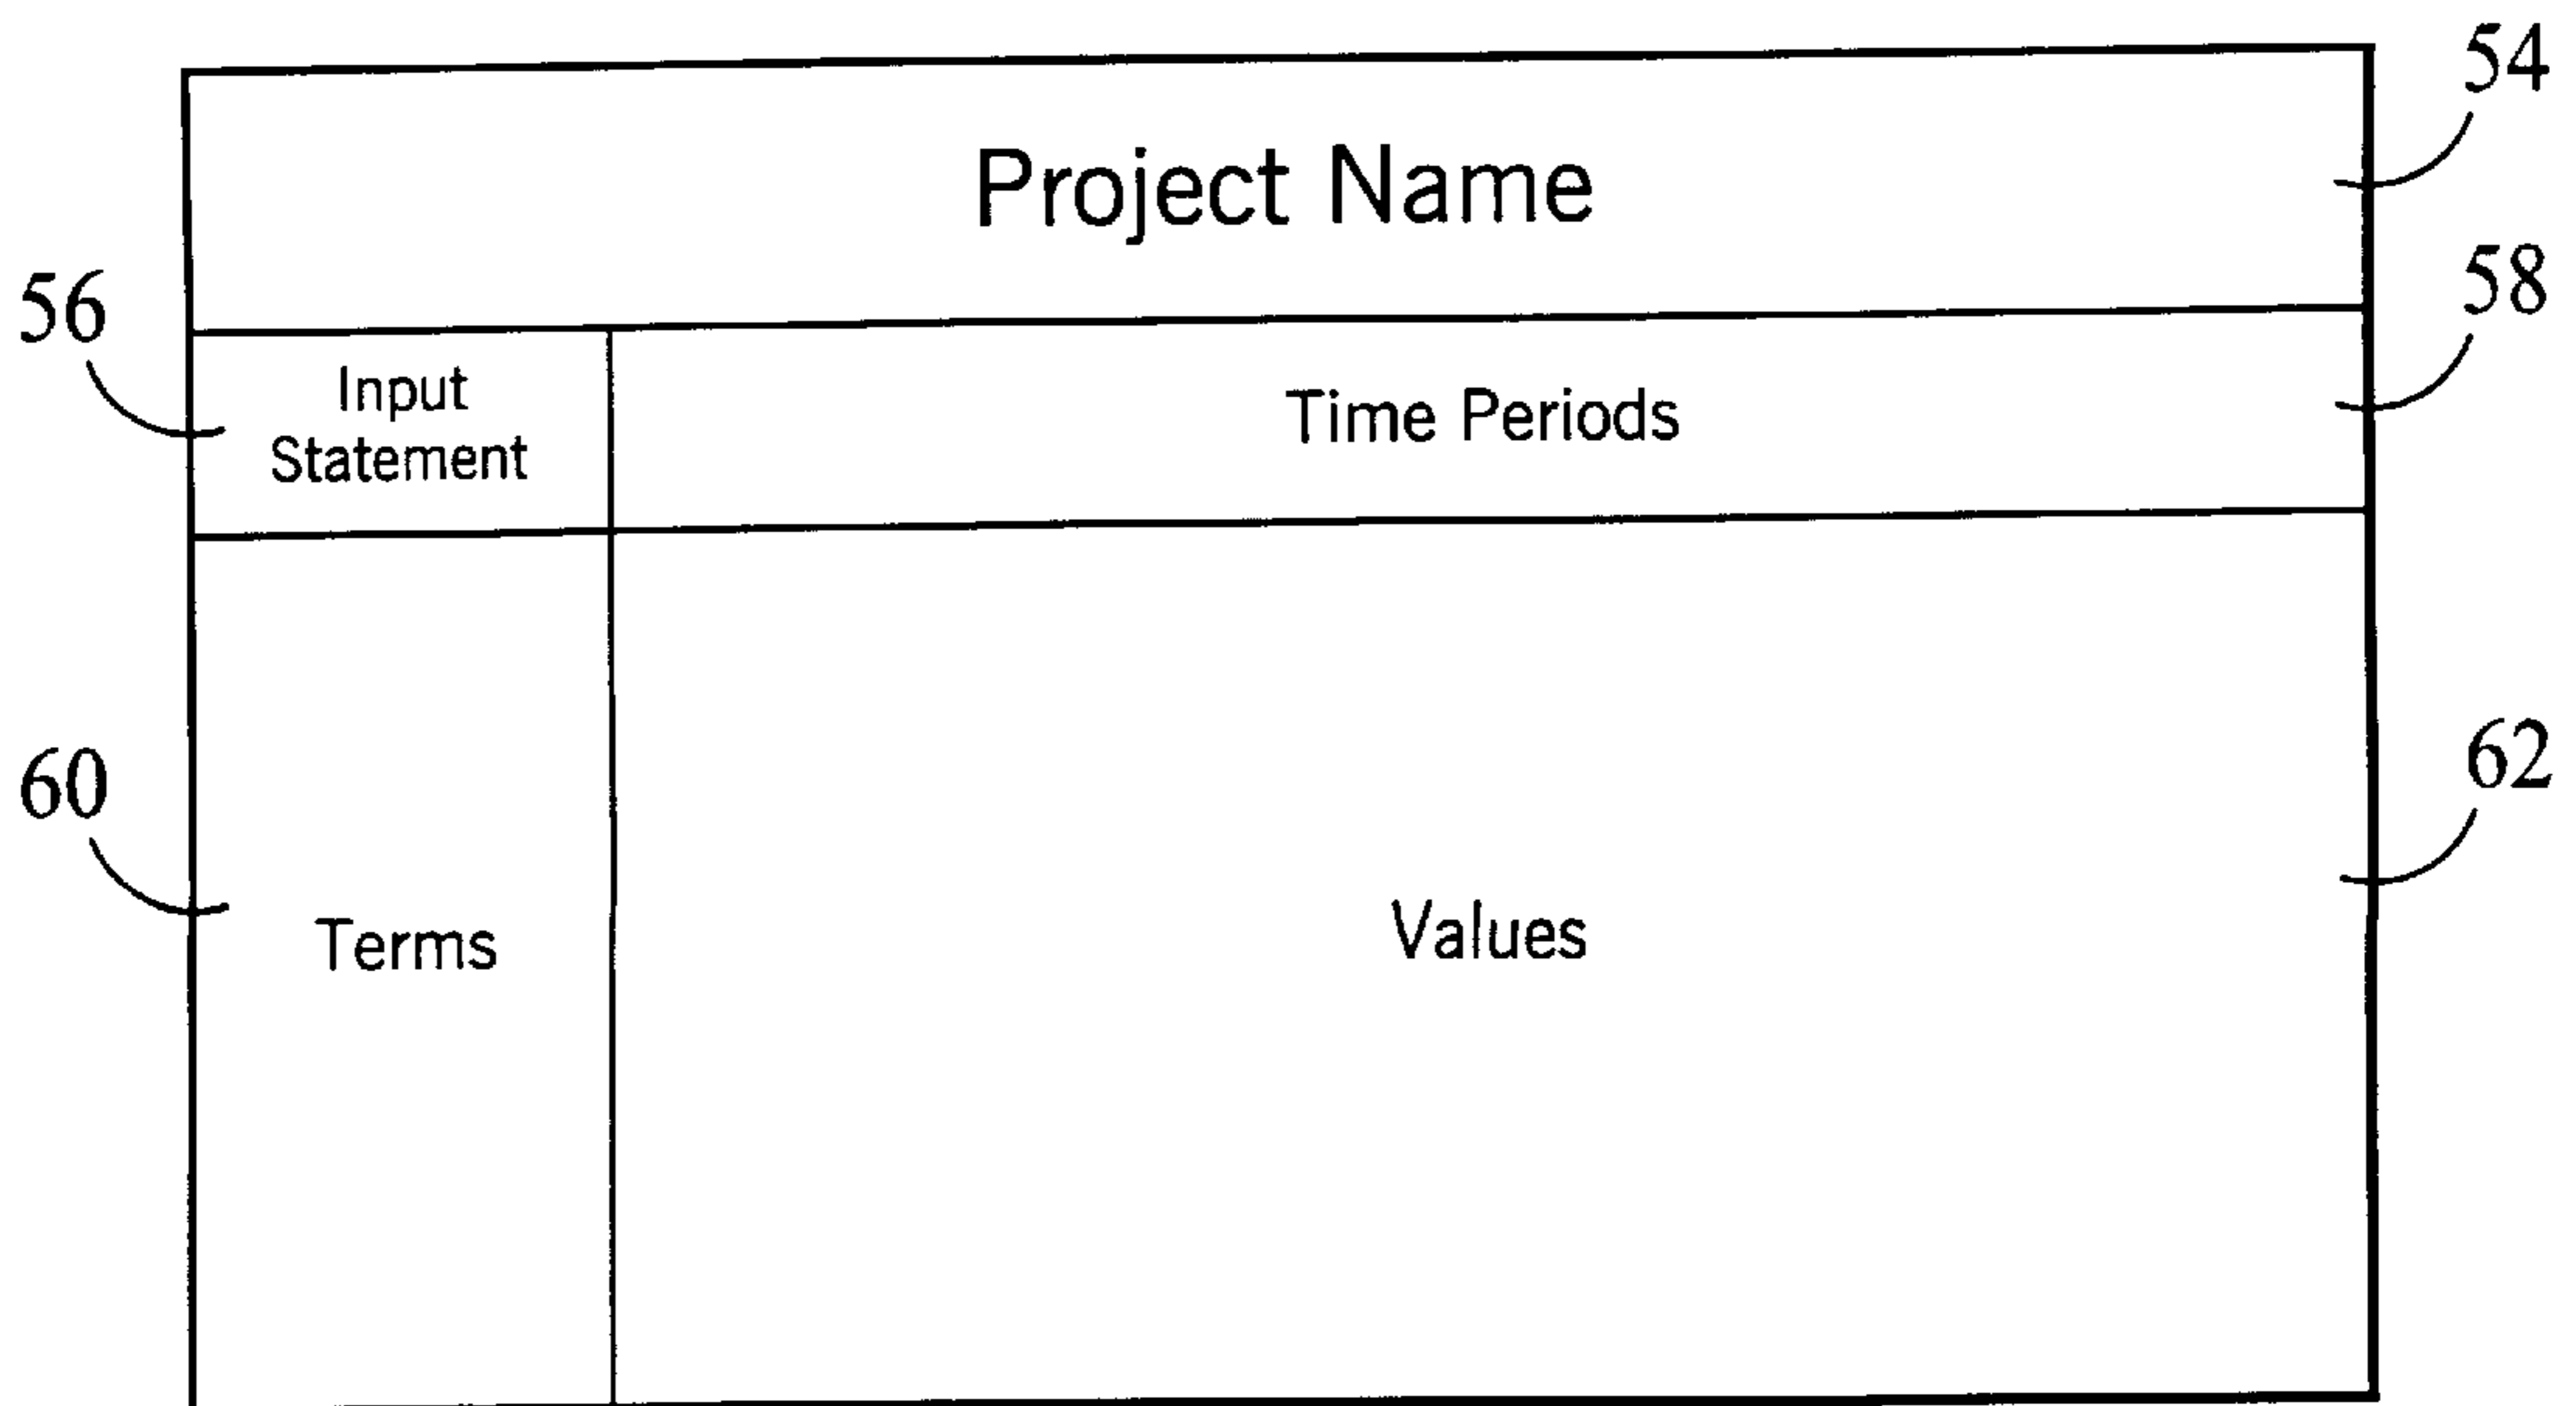 54
Project Name
56
58
Input
Statement
Time Periods
60
62
Terms
Values